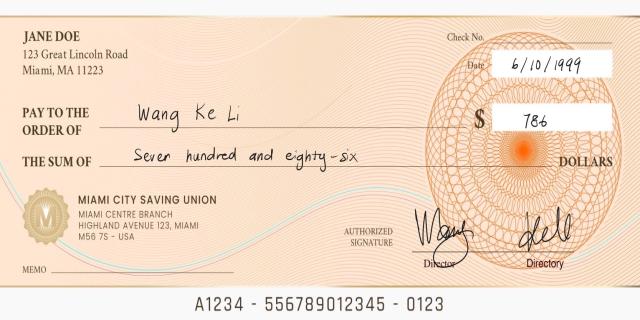 JANE DOE
123 Great Lincoln Road
Miami, MA 11223
Check No.
Date 6/10/1999
PAY TO THE
ORDER OF Wang Ke Li $ 786
THE SUM OF Seven hundred and eighty-six DOLLARS
M
MIAMI CITY SAVING UNION
MIAMI CENTRE BRANCH
HIGHLAND AVENUE 123, MIAMI
M56 7S - USA
AUTHORIZED
SIGNATURE
Director Directory
MEMO
A1234 - 556789012345 - 0123